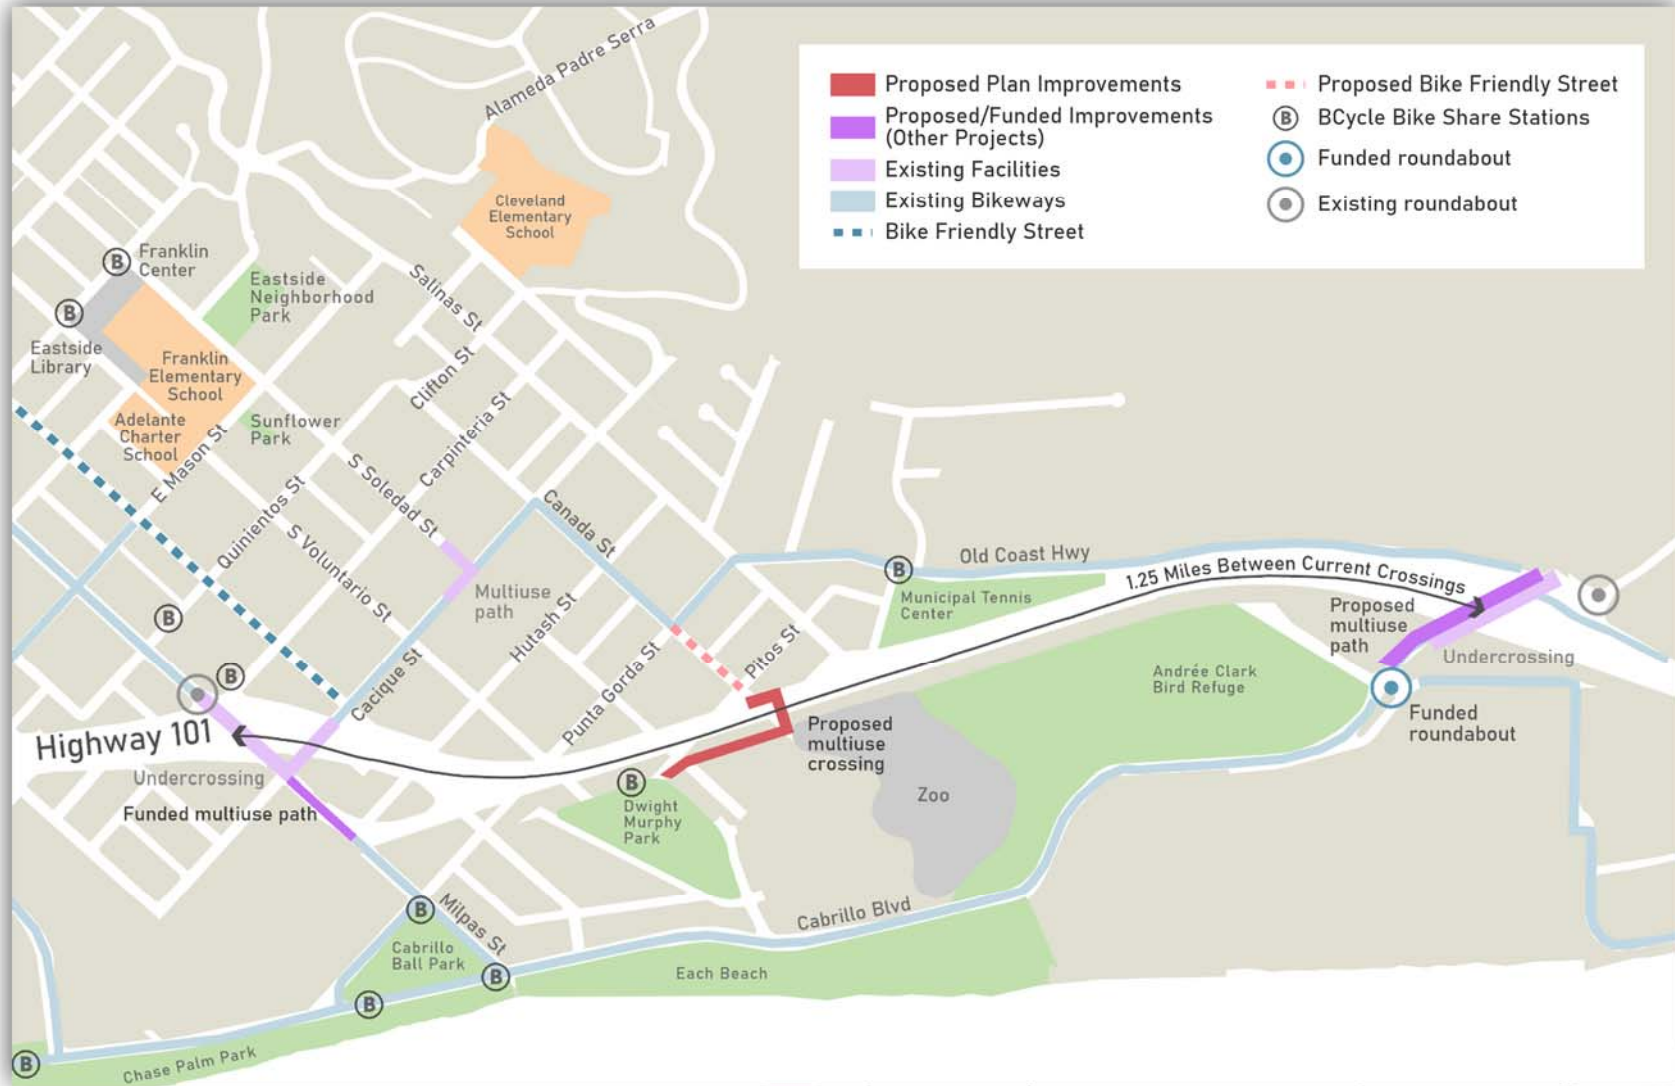 Alameda Padre Serra
Proposed Plan Improvements
Proposed/Funded Improvements
(Other Projects)
Existing Facilities
Existing Bikeways
Bike Friendly Street
Proposed Bike Friendly Street
B
BCycle Bike Share Stations
Funded roundabout
Existing roundabout
Cleveland
Elementary
School
B
Franklin
Center
B
Eastside
Library
Eastside
Neighborhood
Park
Salinas St
Franklin
Elementary
School
Clifton St
Adelante
Charter
School
Sunflower
Park
E Mason St
Carpinteria St
S Soledad St
Quinientos St
S Voluntario St
Canada St
Multiuse
path
Hutash St
B
B
Cacique St
Punta Gorda St
Pitos St
B
Old Coast Hwy
Municipal Tennis
Center
1.25 Miles Between Current Crossings
Proposed
multiuse
path
Undercrossing
Andrée Clark
Bird Refuge
Funded
roundabout
Highway 101
Undercrossing
Funded multiuse path
Proposed
multiuse
crossing
B
Dwight
Murphy
Park
Zoo
Cabrillo Blvd
B
Milpas St
Cabrillo
Ball Park
B
B
Each Beach
B
Chase Palm Park